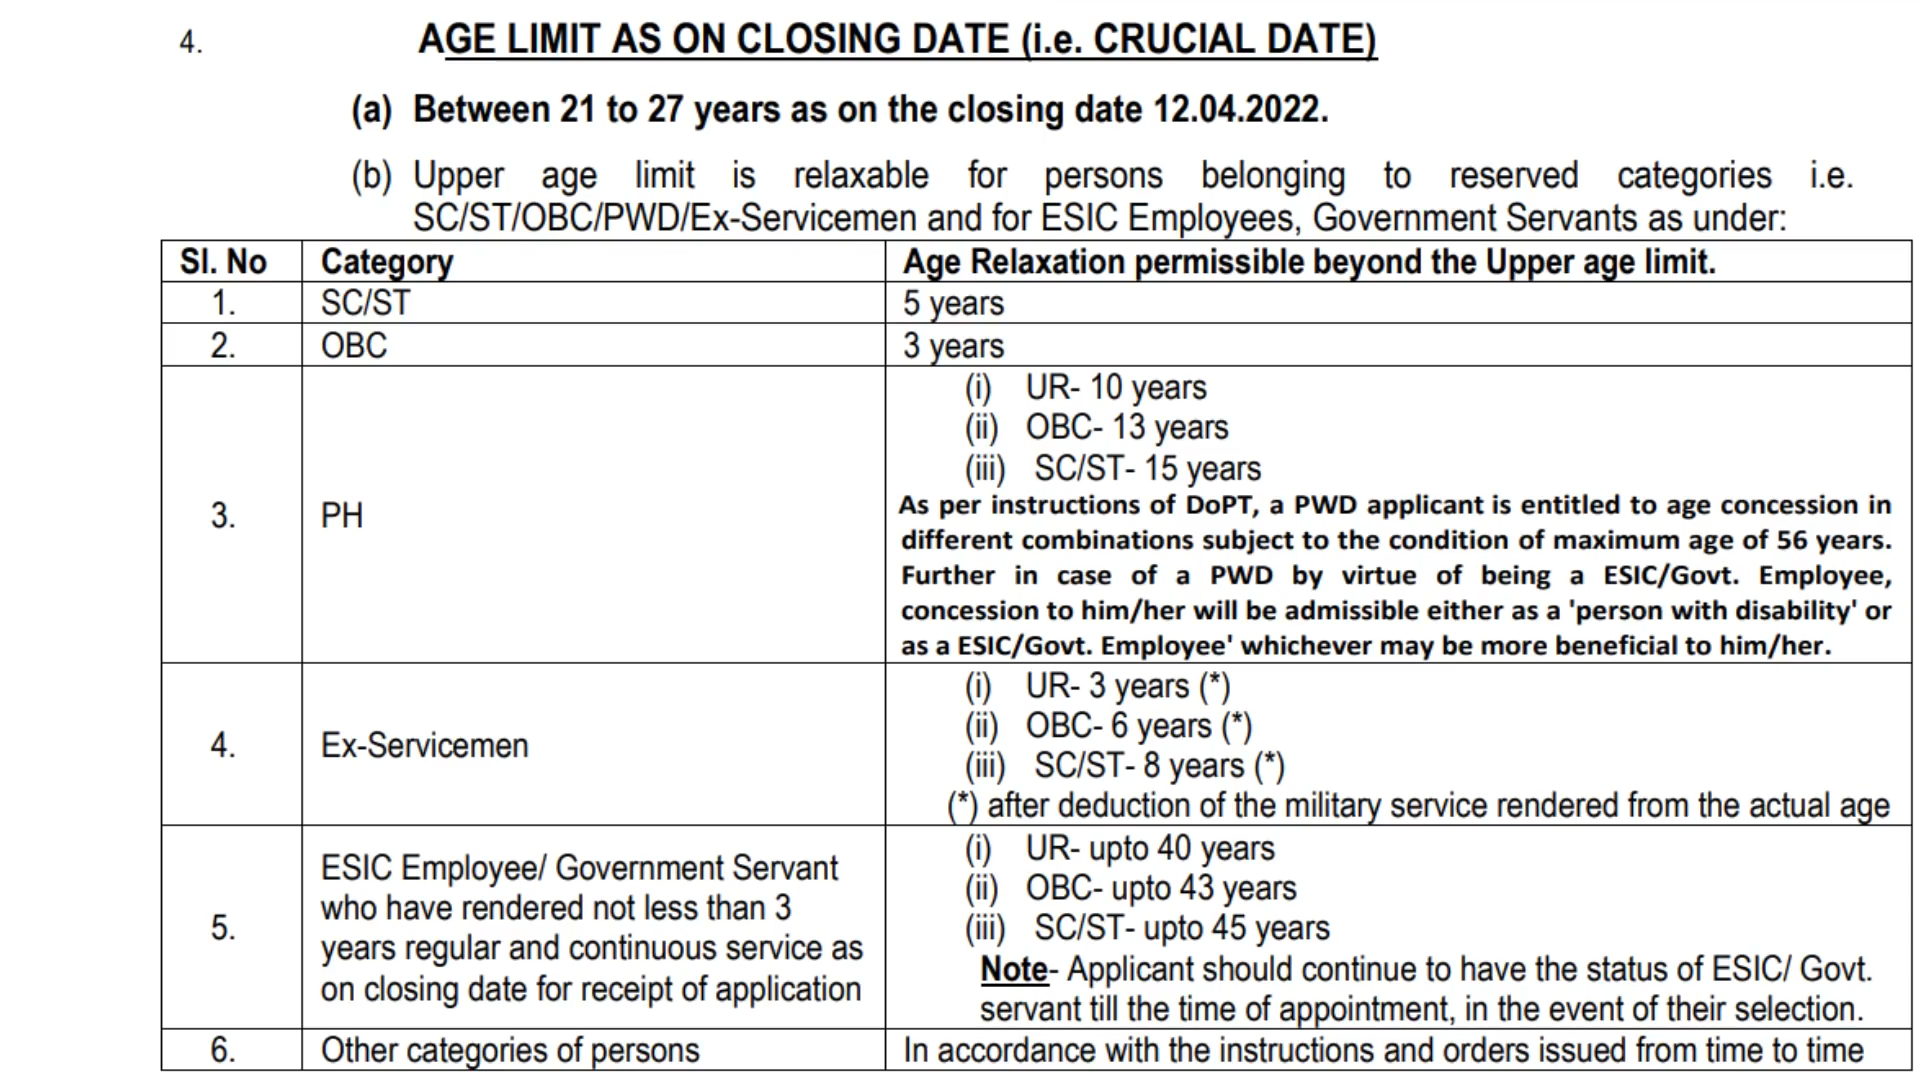 4. AGE LIMIT AS ON CLOSING DATE (i.e. CRUCIAL DATE)
(a) Between 21 to 27 years as on the closing date 12.04.2022.
(b) Upper age limit is relaxable for persons belonging to reserved categories i.e.
SC/ST/OBC/PWD/Ex-Servicemen and for ESIC Employees, Government Servants as under:
Sl. No Category Age Relaxation permissible beyond the Upper age limit.
1. SC/ST 5 years
2. OBC 3 years
3. PH
(i) UR- 10 years
(ii) OBC- 13 years
(iii) SC/ST- 15 years
As per instructions of DoPT, a PWD applicant is entitled to age concession in
different combinations subject to the condition of maximum age of 56 years.
Further in case of a PWD by virtue of being a ESIC/Govt. Employee,
concession to him/her will be admissible either as a 'person with disability' or
as a ESIC/Govt. Employee' whichever may be more beneficial to him/her.
4. Ex-Servicemen
(i) UR- 3 years (*)
(ii) OBC- 6 years (*)
(iii) SC/ST- 8 years (*)
(*) after deduction of the military service rendered from the actual age
5.
ESIC Employee/ Government Servant
who have rendered not less than 3
years regular and continuous service as
on closing date for receipt of application
(i) UR- upto 40 years
(ii) OBC- upto 43 years
(iii) SC/ST- upto 45 years
Note- Applicant should continue to have the status of ESIC/ Govt.
servant till the time of appointment, in the event of their selection.
6. Other categories of persons In accordance with the instructions and orders issued from time to time